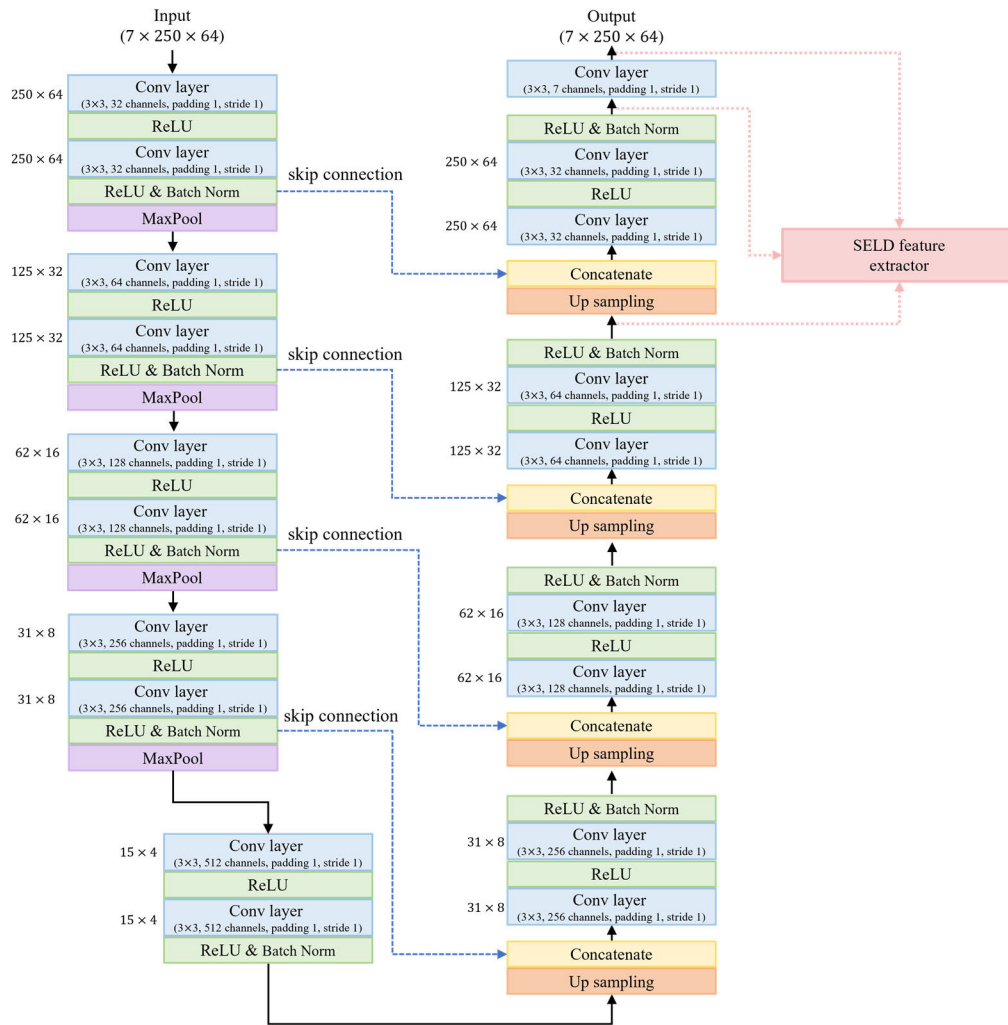 Input
(7 × 250 × 64)
250 × 64
Conv layer
(3×3, 32 channels, padding 1, stride 1)
ReLU
250 × 64
Conv layer
(3×3, 32 channels, padding 1, stride 1)
ReLU & Batch Norm
MaxPool
skip connection
125 × 32
Conv layer
(3×3, 64 channels, padding 1, stride 1)
ReLU
125 × 32
Conv layer
(3×3, 64 channels, padding 1, stride 1)
ReLU & Batch Norm
MaxPool
skip connection
62 × 16
Conv layer
(3×3, 128 channels, padding 1, stride 1)
ReLU
62 × 16
Conv layer
(3×3, 128 channels, padding 1, stride 1)
ReLU & Batch Norm
MaxPool
skip connection
31 × 8
Conv layer
(3×3, 256 channels, padding 1, stride 1)
ReLU
31 × 8
Conv layer
(3×3, 256 channels, padding 1, stride 1)
ReLU & Batch Norm
MaxPool
skip connection
15 × 4
Conv layer
(3×3, 512 channels, padding 1, stride 1)
ReLU
15 × 4
Conv layer
(3×3, 512 channels, padding 1, stride 1)
ReLU & Batch Norm
Output
(7 × 250 × 64)
Conv layer
(3×3, 7 channels, padding 1, stride 1)
ReLU & Batch Norm
250 × 64
Conv layer
(3×3, 32 channels, padding 1, stride 1)
ReLU
250 × 64
Conv layer
(3×3, 32 channels, padding 1, stride 1)
Concatenate
Up sampling
ReLU & Batch Norm
125 × 32
Conv layer
(3×3, 64 channels, padding 1, stride 1)
ReLU
125 × 32
Conv layer
(3×3, 64 channels, padding 1, stride 1)
Concatenate
Up sampling
ReLU & Batch Norm
62 × 16
Conv layer
(3×3, 128 channels, padding 1, stride 1)
ReLU
62 × 16
Conv layer
(3×3, 128 channels, padding 1, stride 1)
Concatenate
Up sampling
ReLU & Batch Norm
31 × 8
Conv layer
(3×3, 256 channels, padding 1, stride 1)
ReLU
31 × 8
Conv layer
(3×3, 256 channels, padding 1, stride 1)
Concatenate
Up sampling
SELD feature
extractor